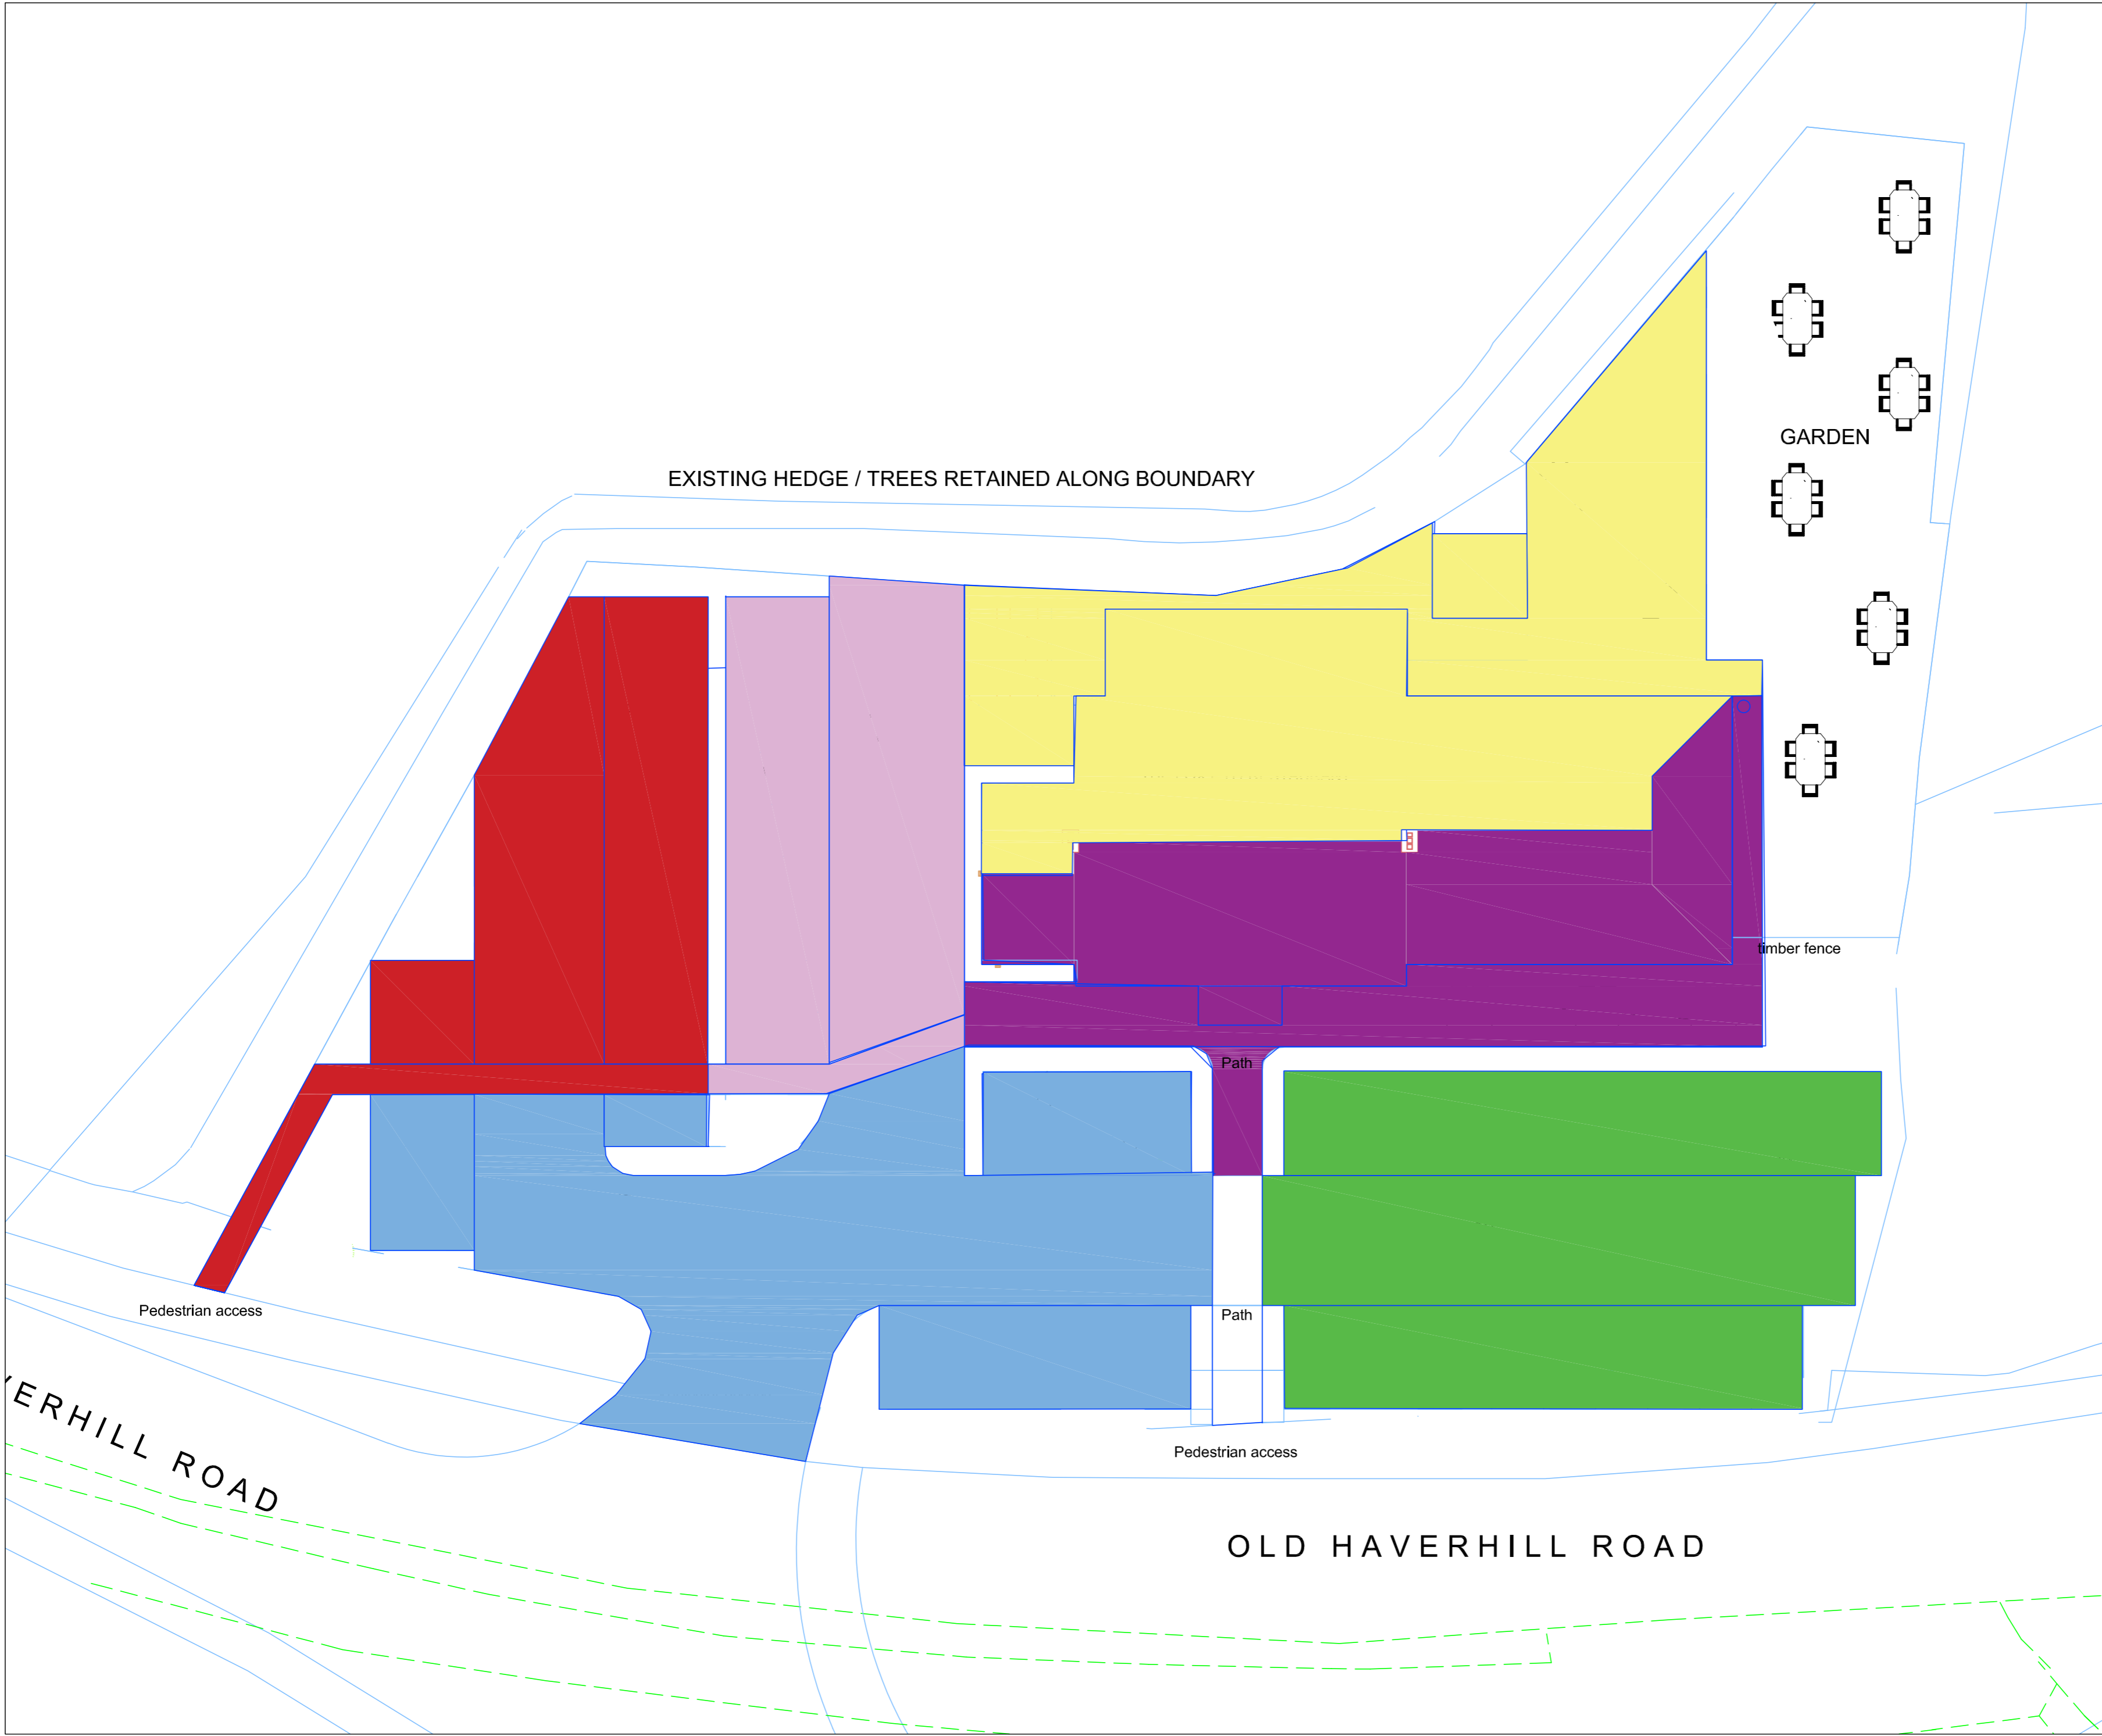 GARDEN
EXISTING HEDGE / TREES RETAINED ALONG BOUNDARY
timber fence
Path
Pedestrian access
Path
Pedestrian access
VERHILL ROAD
OLD HAVERHILL ROAD